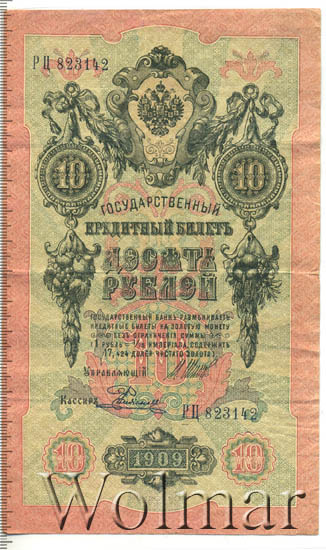 РЦ 823142
10 10
ГОСУДАРСТВЕННЫЙ
КРЕДИТНЫЙ БИЛЕТЪ
ДЕСЯТЬ
РУБЛЕЙ
ГОСУДАРСТВЕННЫЙ БАНКЪ РАЗМѢНИВАЕТЪ
КРЕДИТНЫЕ БИЛЕТЫ НА ЗОЛОТУЮ МОНЕТУ
БЕЗЪ ОГРАНИЧЕНІЯ СУММЫ
(1 РУБЛЬ = 1/15 ИМПЕРІАЛА, СОДЕРЖИТЪ
17,424 ДОЛЕЙ ЧИСТАГО ЗОЛОТА)
УПРАВЛЯЮЩІЙ
КАССИРЪ
РЦ 823142
10 1909 10
Wolmar